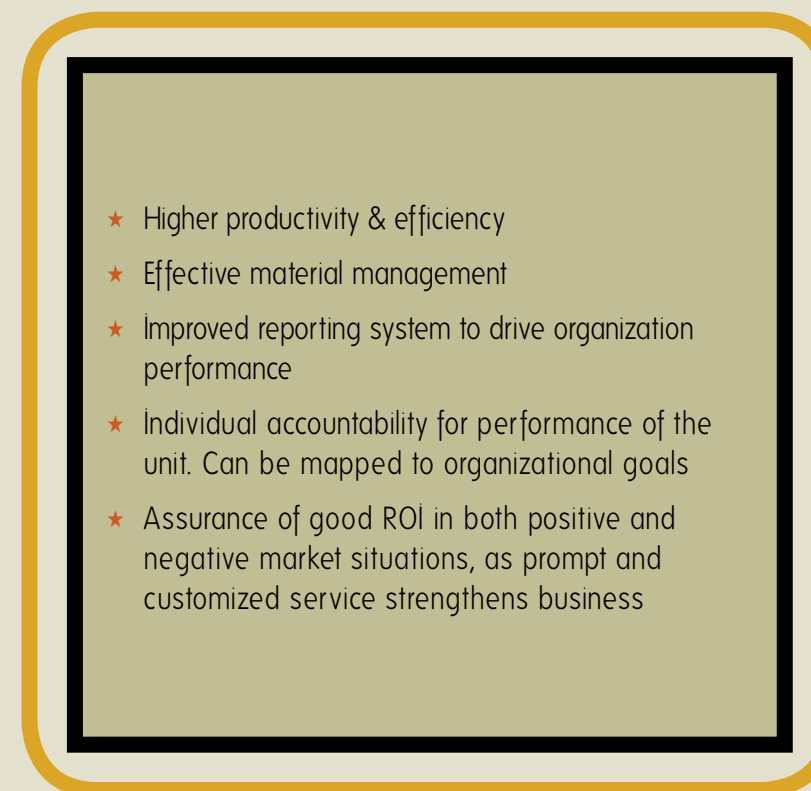 Higher productivity & efficiency
Effective material management
Improved reporting system to drive organization
performance
Individual accountability for performance of the
unit. Can be mapped to organizational goals
Assurance of good ROI in both positive and
negative market situations, as prompt and
customized service strengthens business